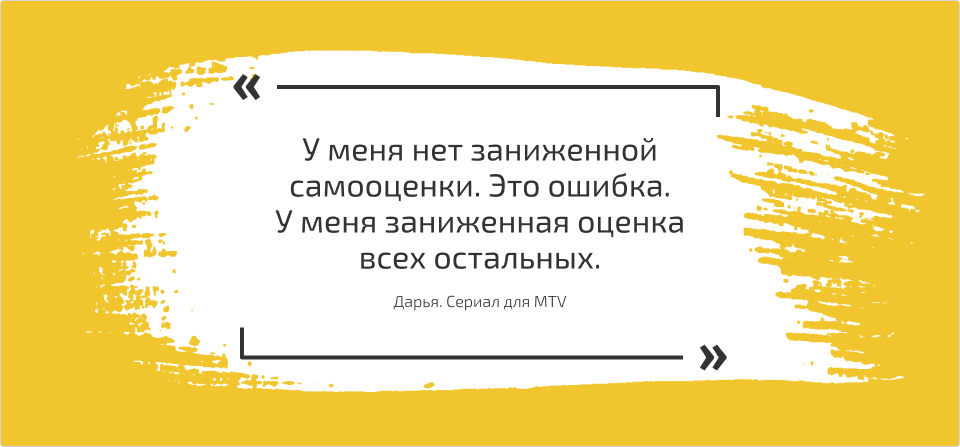 «
У меня нет заниженной
самооценки. Это ошибка.
У меня заниженная оценка
всех остальных.
Дарья. Сериал для MTV
»